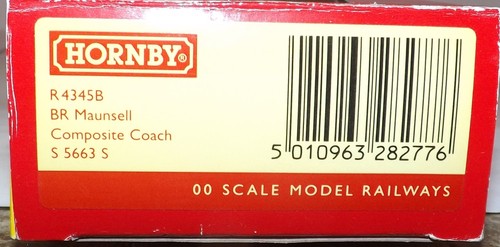 HORNBY®
R4345B
BR Maunsell
Composite Coach
S 5663 S
5 010963 282776
00 SCALE MODEL RAILWAYS